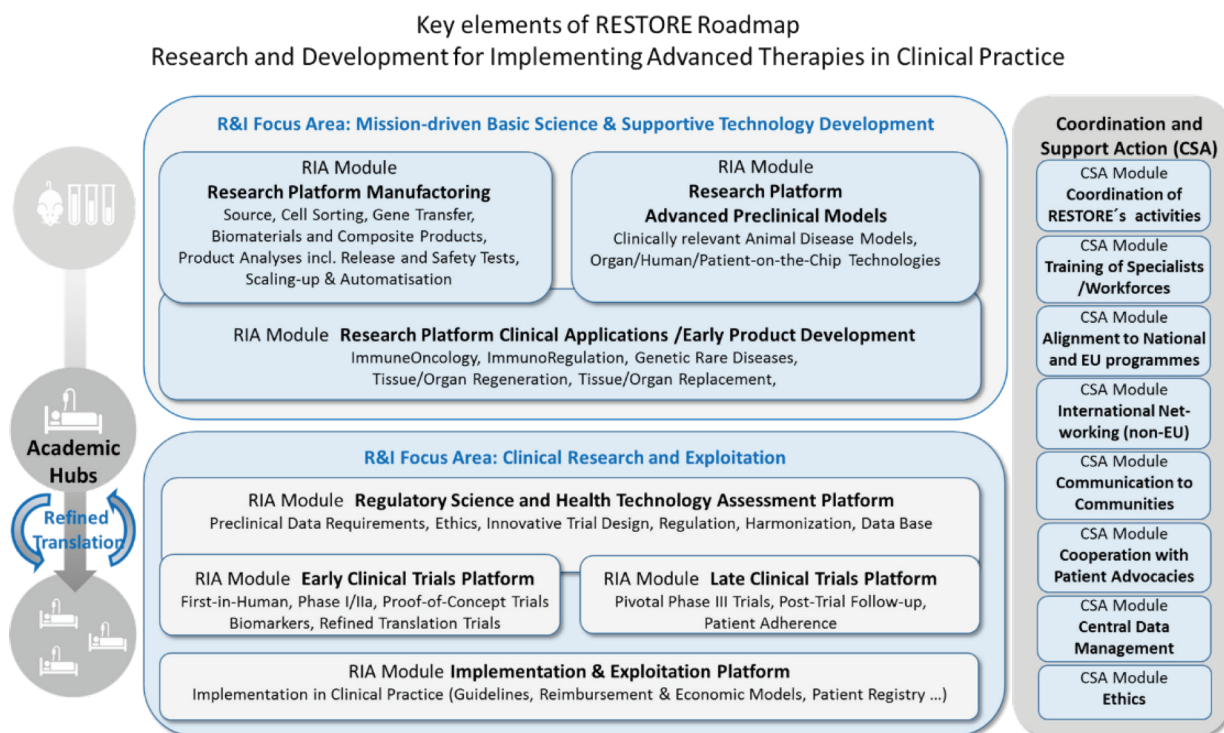 Key elements of RESTORE Roadmap
Research and Development for Implementing Advanced Therapies in Clinical Practice
R&I Focus Area: Mission-driven Basic Science & Supportive Technology Development
RIA Module
Research Platform Manufactoring
Source, Cell Sorting, Gene Transfer,
Biomaterials and Composite Products,
Product Analyses incl. Release and Safety Tests,
Scaling-up & Automatisation
RIA Module
Research Platform
Advanced Preclinical Models
Clinically relevant Animal Disease Models,
Organ/Human/Patient-on-the-Chip Technologies
RIA Module Research Platform Clinical Applications /Early Product Development
ImmuneOncology, ImmunoRegulation, Genetic Rare Diseases,
Tissue/Organ Regeneration, Tissue/Organ Replacement,
Academic
Hubs
Refined
Translation
R&I Focus Area: Clinical Research and Exploitation
RIA Module Regulatory Science and Health Technology Assessment Platform
Preclinical Data Requirements, Ethics, Innovative Trial Design, Regulation, Harmonization, Data Base
RIA Module Early Clinical Trials Platform
First-in-Human, Phase I/IIa, Proof-of-Concept Trials
Biomarkers, Refined Translation Trials
RIA Module Late Clinical Trials Platform
Pivotal Phase III Trials, Post-Trial Follow-up,
Patient Adherence
RIA Module Implementation & Exploitation Platform
Implementation in Clinical Practice (Guidelines, Reimbursement & Economic Models, Patient Registry ...)
Coordination and
Support Action (CSA)
CSA Module
Coordination of
RESTORE´s activities
CSA Module
Training of Specialists
/Workforces
CSA Module
Alignment to National
and EU programmes
CSA Module
International Net-
working (non-EU)
CSA Module
Communication to
Communities
CSA Module
Cooperation with
Patient Advocacies
CSA Module
Central Data
Management
CSA Module
Ethics